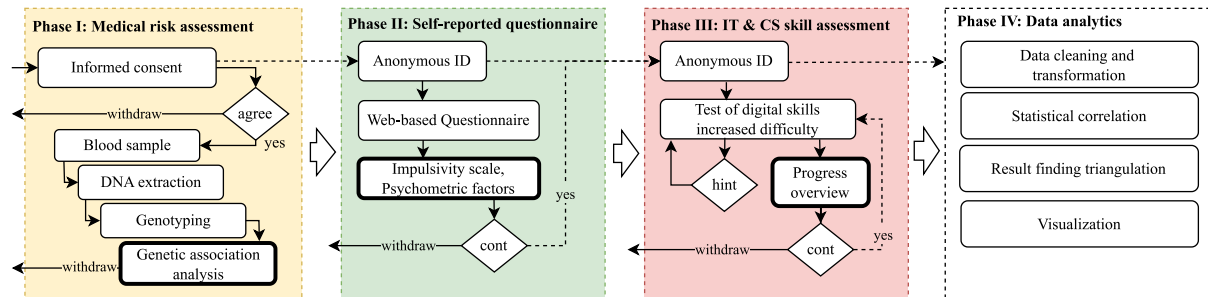 Phase I: Medical risk assessment
Informed consent
agree
withdraw
yes
Blood sample
DNA extraction
Genotyping
Genetic association
analysis
withdraw
Phase II: Self-reported questionnaire
Anonymous ID
Web-based Questionnaire
Impulsivity scale,
Psychometric factors
yes
cont
withdraw
Phase III: IT & CS skill assessment
Anonymous ID
Test of digital skills
increased difficulty
hint
Progress
overview
yes
cont
withdraw
Phase IV: Data analytics
Data cleaning and
transformation
Statistical correlation
Result finding triangulation
Visualization